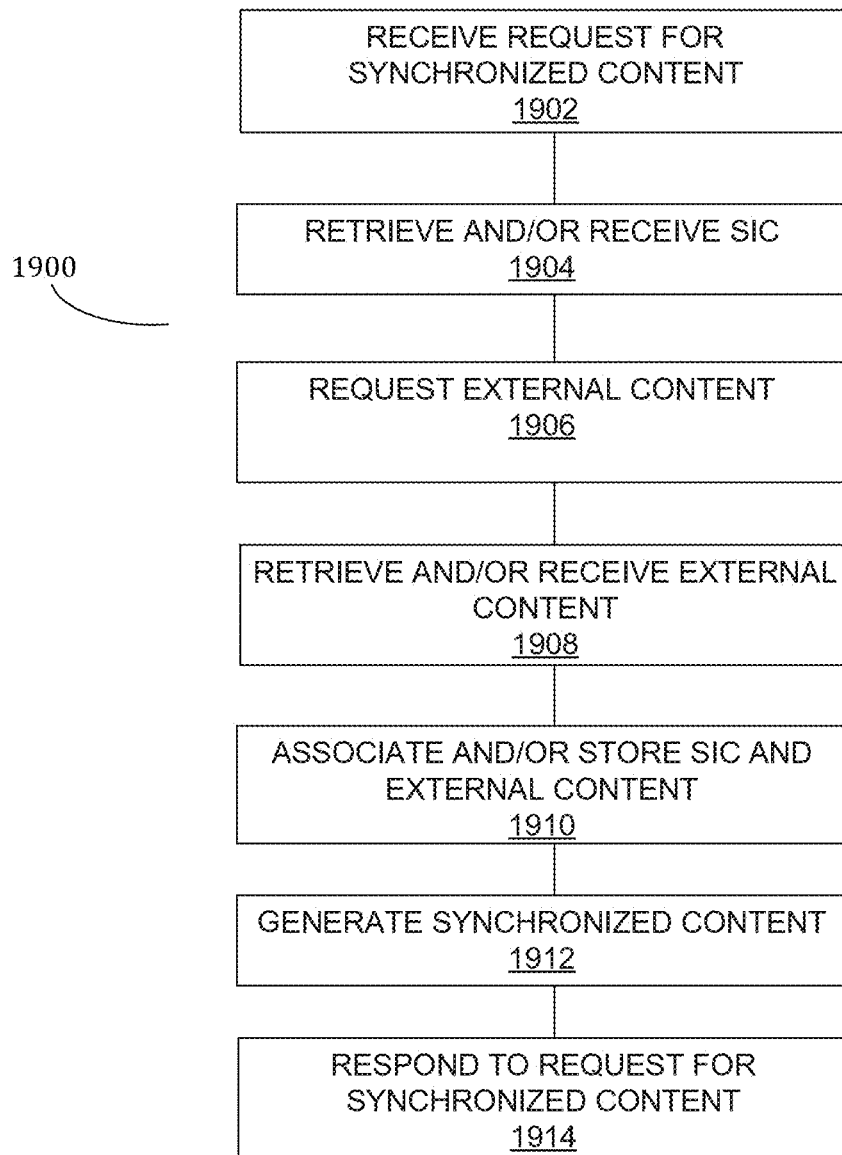 RECEIVE REQUEST FOR
SYNCHRONIZED CONTENT
1902
RETRIEVE AND/OR RECEIVE SIC
1904
1900
REQUEST EXTERNAL CONTENT
1906
RETRIEVE AND/OR RECEIVE EXTERNAL
CONTENT
1908
ASSOCIATE AND/OR STORE SIC AND
EXTERNAL CONTENT
1910
GENERATE SYNCHRONIZED CONTENT
1912
RESPOND TO REQUEST FOR
SYNCHRONIZED CONTENT
1914